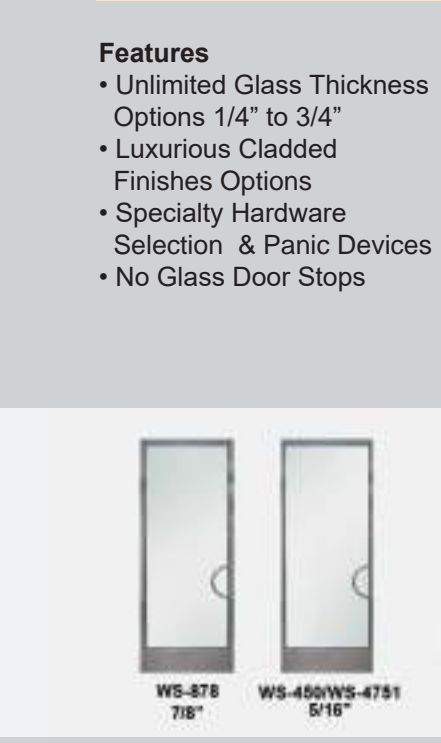 Features
• Unlimited Glass Thickness
Options 1/4” to 3/4”
• Luxurious Cladded
Finishes Options
• Specialty Hardware
Selection & Panic Devices
• No Glass Door Stops
WS-878
7/8"
WS-450/WS-4751
5/16"